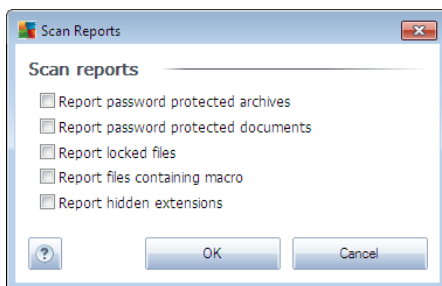 Scan Reports
Scan reports
Report password protected archives
Report password protected documents
Report locked files
Report files containing macro
Report hidden extensions
?
OK
Cancel